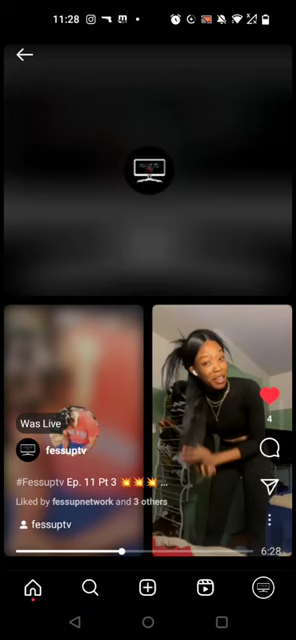 11:28
Was Live
fessuptv
#Fessuptv Ep. 11 Pt 3 💥💥💥 ...
Liked by fessupnetwork and 3 others
fessuptv
4
6:28